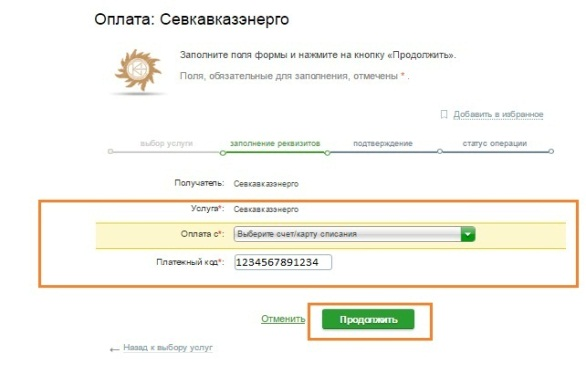 Оплата: Севкавказэнерго
Заполните поля формы и нажмите на кнопку «Продолжить».
Поля, обязательные для заполнения, отмечены * .
Добавить в избранное
выбор услуги заполнение реквизитов подтверждение статус операции
Получатель: Севкавказэнерго
Услуга*: Севкавказэнерго
Оплата с*: Выберите счет/карту списания
Платежный код*: 1234567891234
Отменить Продолжить
← Назад к выбору услуг